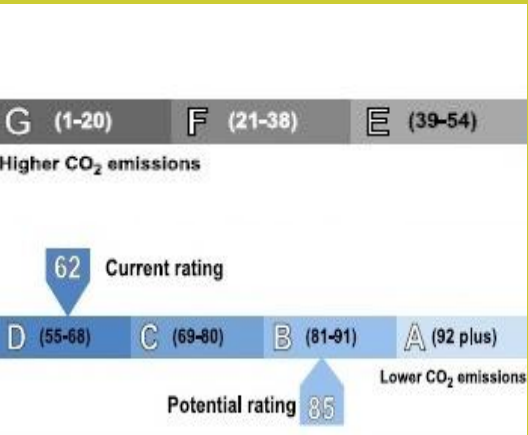 G (1-20) F (21-38) E (39-54)
Higher CO₂ emissions
62 Current rating
D (55-68) C (69-80) B (81-91) A (92 plus)
Lower CO₂ emissions
Potential rating 85